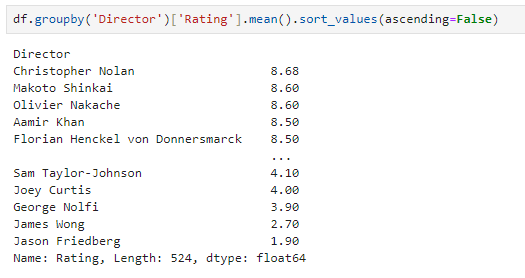 df.groupby('Director')['Rating'].mean().sort_values(ascending=False)
Director
Christopher Nolan 8.68
Makoto Shinkai 8.60
Olivier Nakache 8.60
Aamir Khan 8.50
Florian Henckel von Donnersmarck 8.50
...
Sam Taylor-Johnson 4.10
Joey Curtis 4.00
George Nolfi 3.90
James Wong 2.70
Jason Friedberg 1.90
Name: Rating, Length: 524, dtype: float64